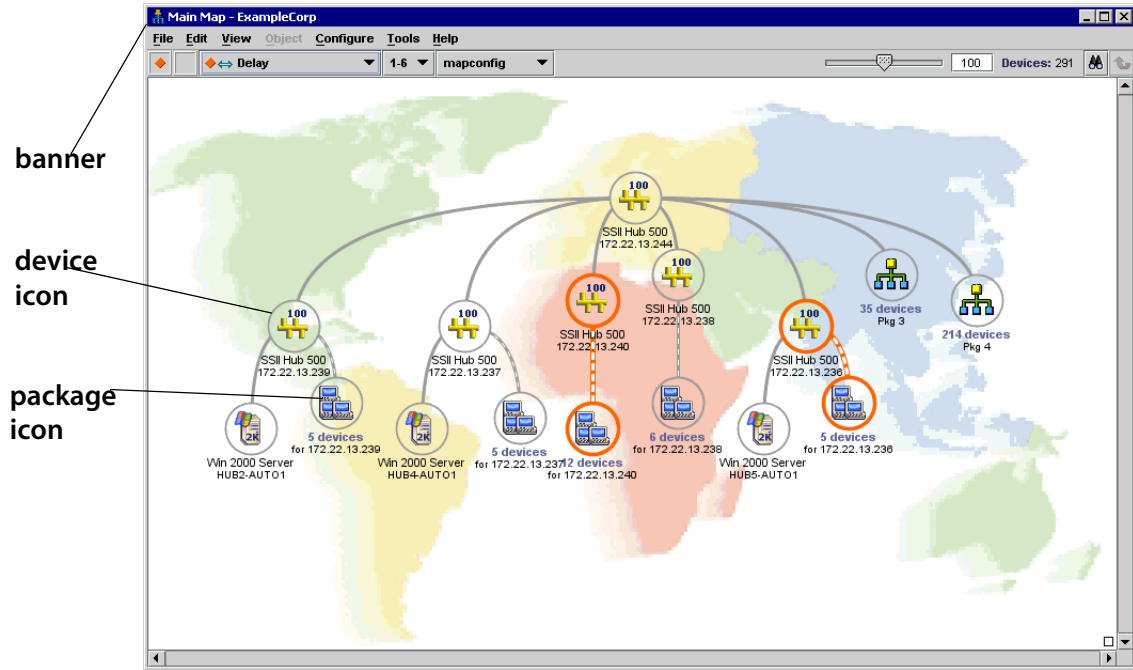 Main Map - ExampleCorp
File Edit View Object Configure Tools Help
Delay 1-6 mapconfig 100 Devices: 291
banner
device
icon
package
icon
100
SSII Hub 500
172.22.13.244
100
SSII Hub 500
172.22.13.239
100
SSII Hub 500
172.22.13.237
100
SSII Hub 500
172.22.13.240
100
SSII Hub 500
172.22.13.238
100
SSII Hub 500
172.22.13.236
35 devices
Pkg 3
214 devices
Pkg 4
2K
Win 2000 Server
HUB2-AUTO1
5 devices
for 172.22.13.239
2K
Win 2000 Server
HUB4-AUTO1
5 devices
for 172.22.13.237
12 devices
for 172.22.13.240
6 devices
for 172.22.13.238
2K
Win 2000 Server
HUB5-AUTO1
5 devices
for 172.22.13.236